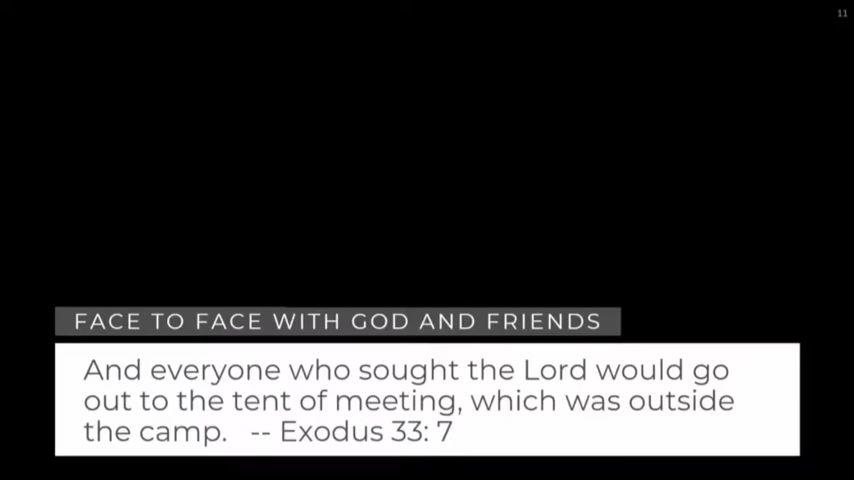 11
FACE TO FACE WITH GOD AND FRIENDS
And everyone who sought the Lord would go
out to the tent of meeting, which was outside
the camp.   -- Exodus 33: 7